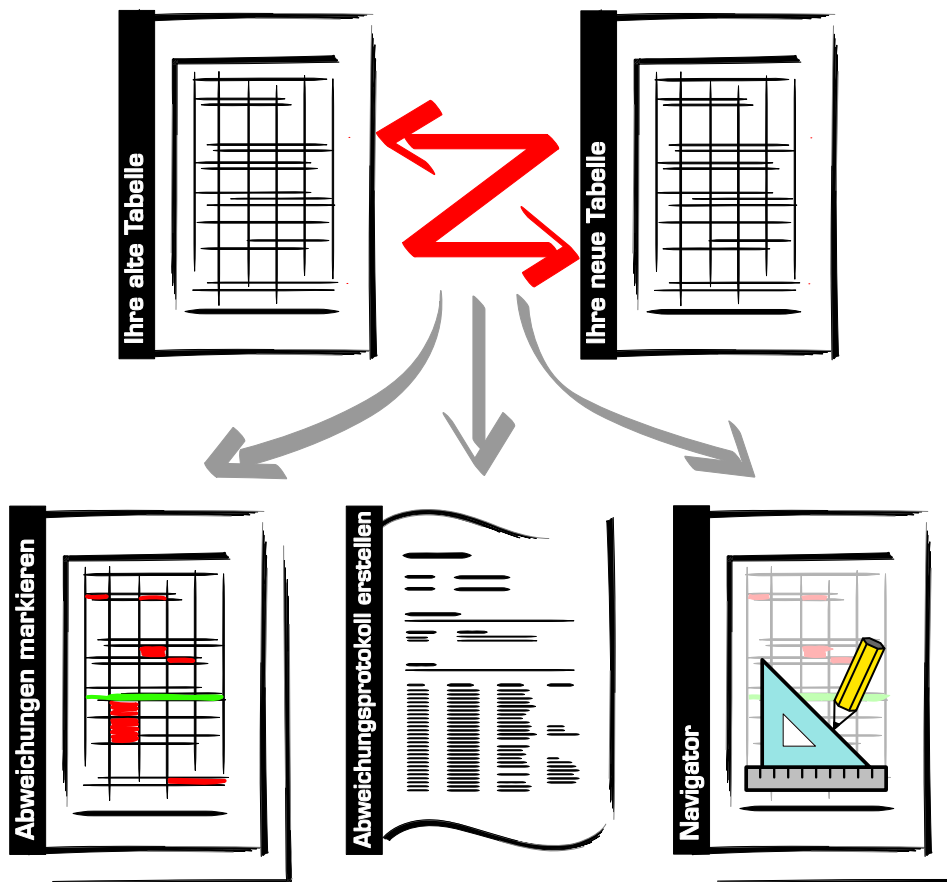 Ihre alte Tabelle
Ihre neue Tabelle
Abweichungen markieren
Abweichungsprotokoll erstellen
Navigator